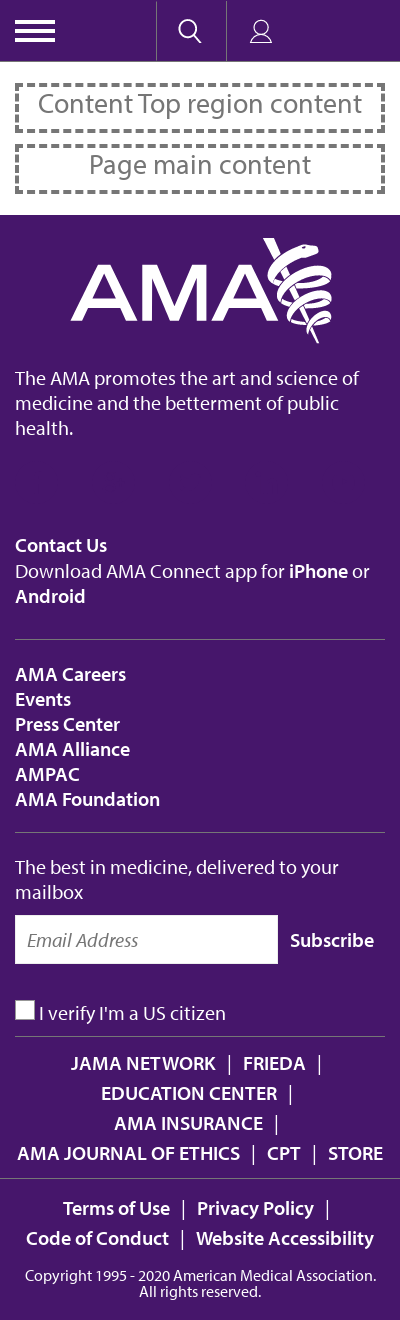 Content Top region content
Page main content
AMA
The AMA promotes the art and science of
medicine and the betterment of public
health.
Contact Us
Download AMA Connect app for iPhone or
Android
AMA Careers
Events
Press Center
AMA Alliance
AMPAC
AMA Foundation
The best in medicine, delivered to your
mailbox
Email Address Subscribe
I verify I'm a US citizen
JAMA NETWORK | FRIEDA |
EDUCATION CENTER |
AMA INSURANCE |
AMA JOURNAL OF ETHICS | CPT | STORE
Terms of Use | Privacy Policy |
Code of Conduct | Website Accessibility
Copyright 1995 - 2020 American Medical Association.
All rights reserved.